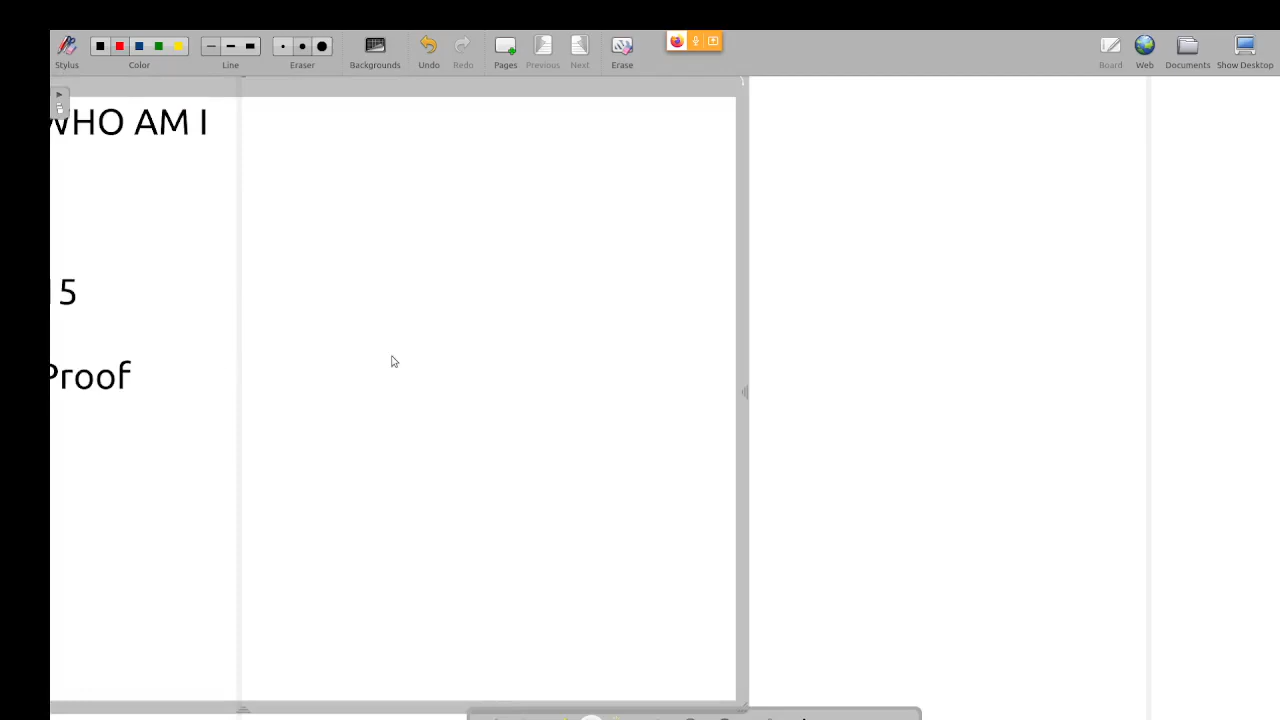 Stylus
Color
Line
Eraser
Backgrounds
Undo
Redo
Pages
Previous
Next
Erase
Board
Web
Documents
Show Desktop
WHO AM I
5
Proof